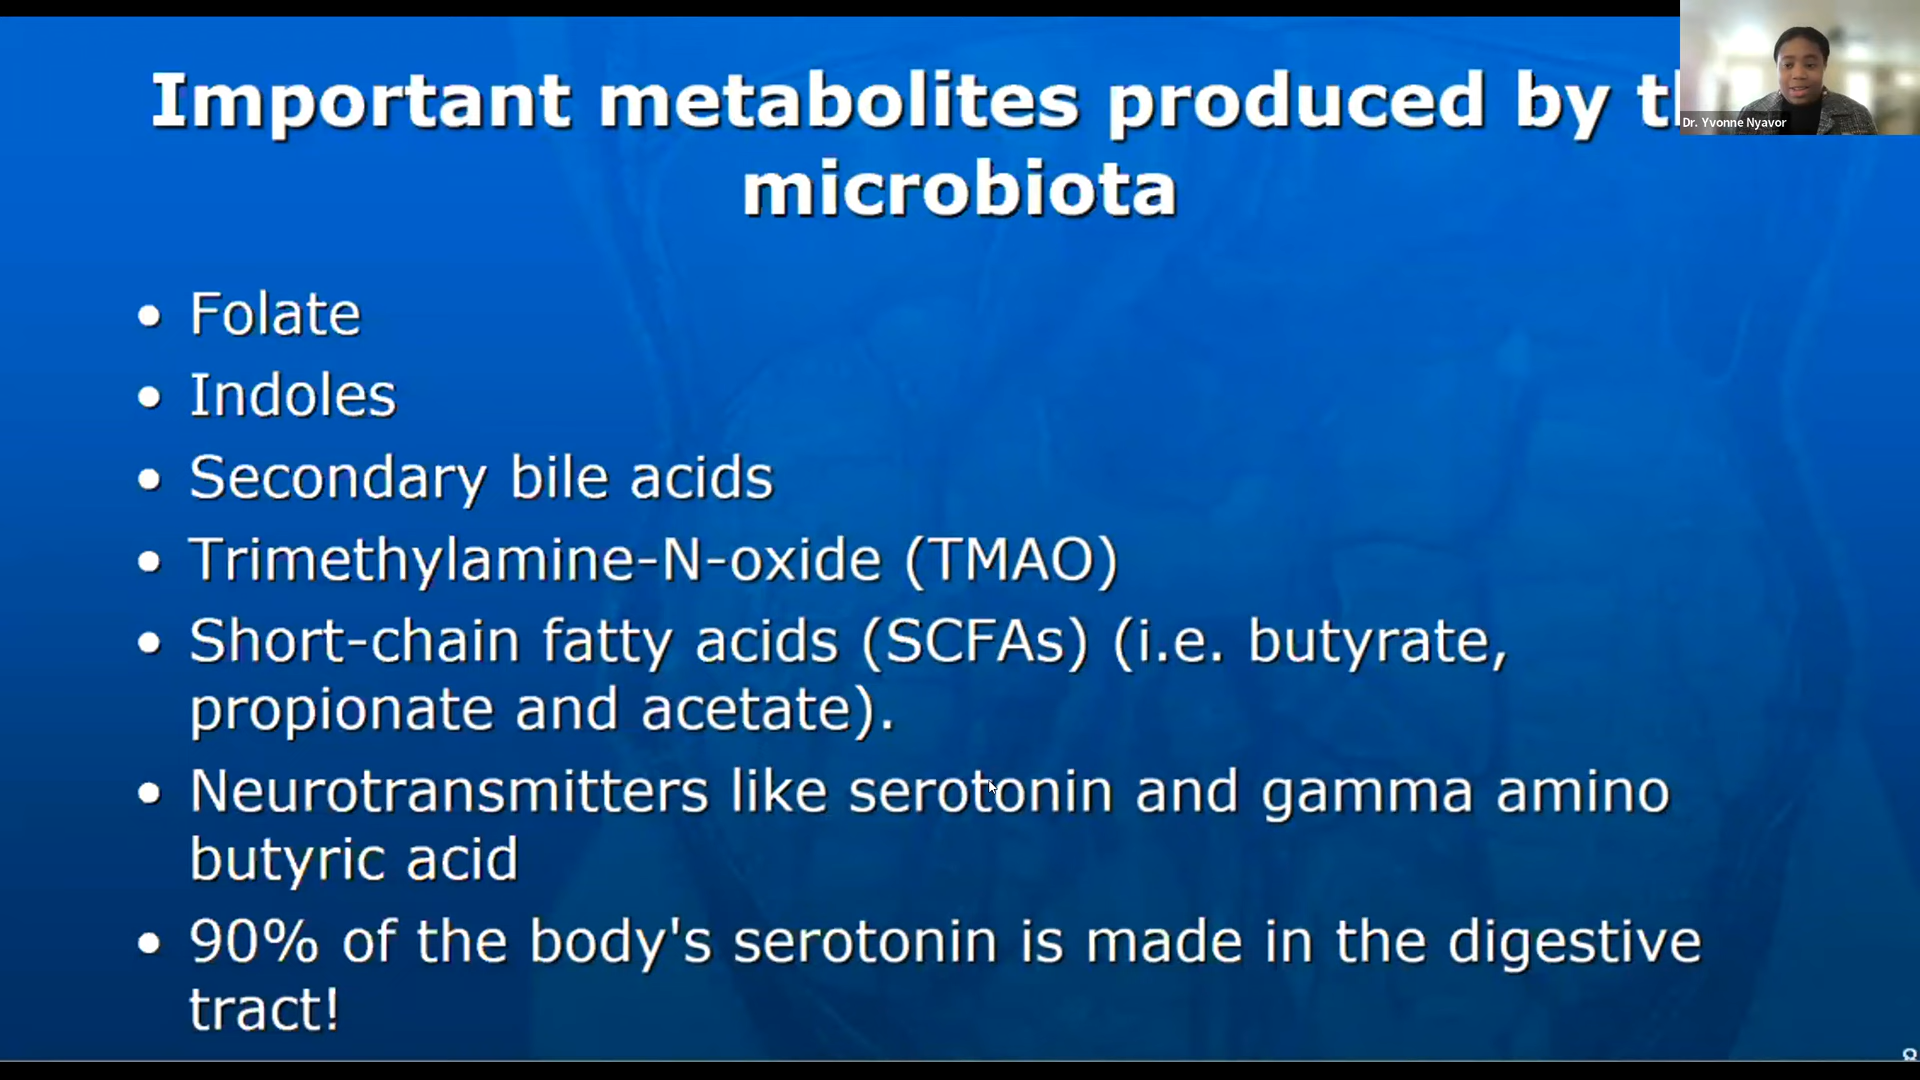 Important metabolites produced by
microbiota
Dr. Yvonne Nyavor
• Folate
• Indoles
• Secondary bile acids
• Trimethylamine-N-oxide (TMAO)
• Short-chain fatty acids (SCFAs) (i.e. butyrate,
propionate and acetate).
• Neurotransmitters like serotonin and gamma amino
butyric acid
• 90% of the body's serotonin is made in the digestive
tract!
8